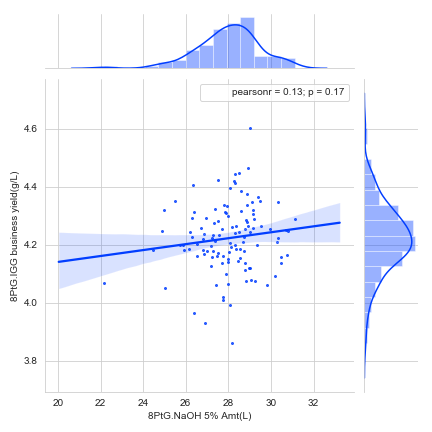 pearsonr = 0.13; p = 0.17
8PtG.IGG business yield(g/L)
4.6
4.4
4.2
4.0
3.8
20 22 24 26 28 30 32
8PtG.NaOH 5% Amt(L)